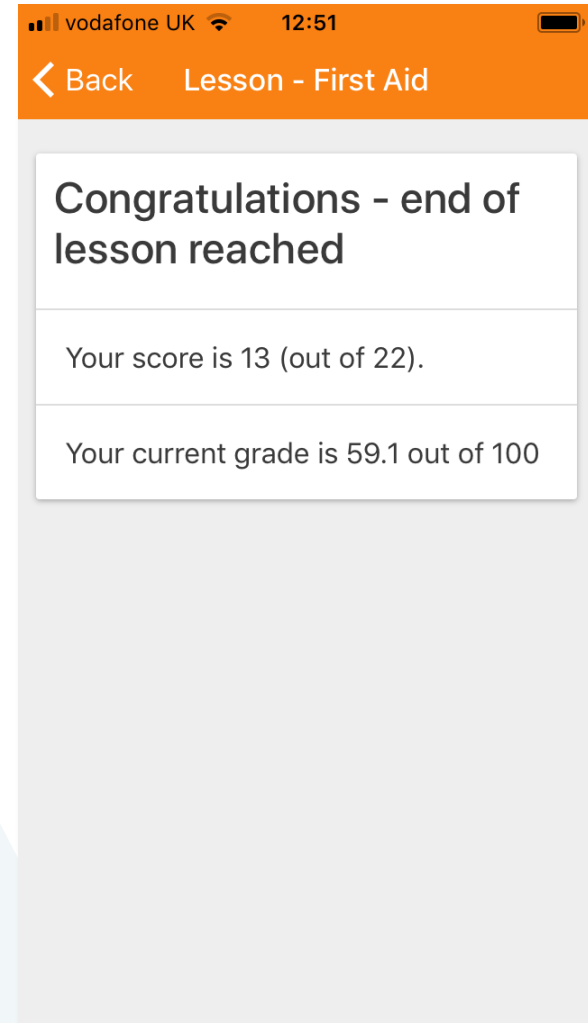 vodafone UK 12:51
Back Lesson - First Aid
Congratulations - end of
lesson reached
Your score is 13 (out of 22).
Your current grade is 59.1 out of 100